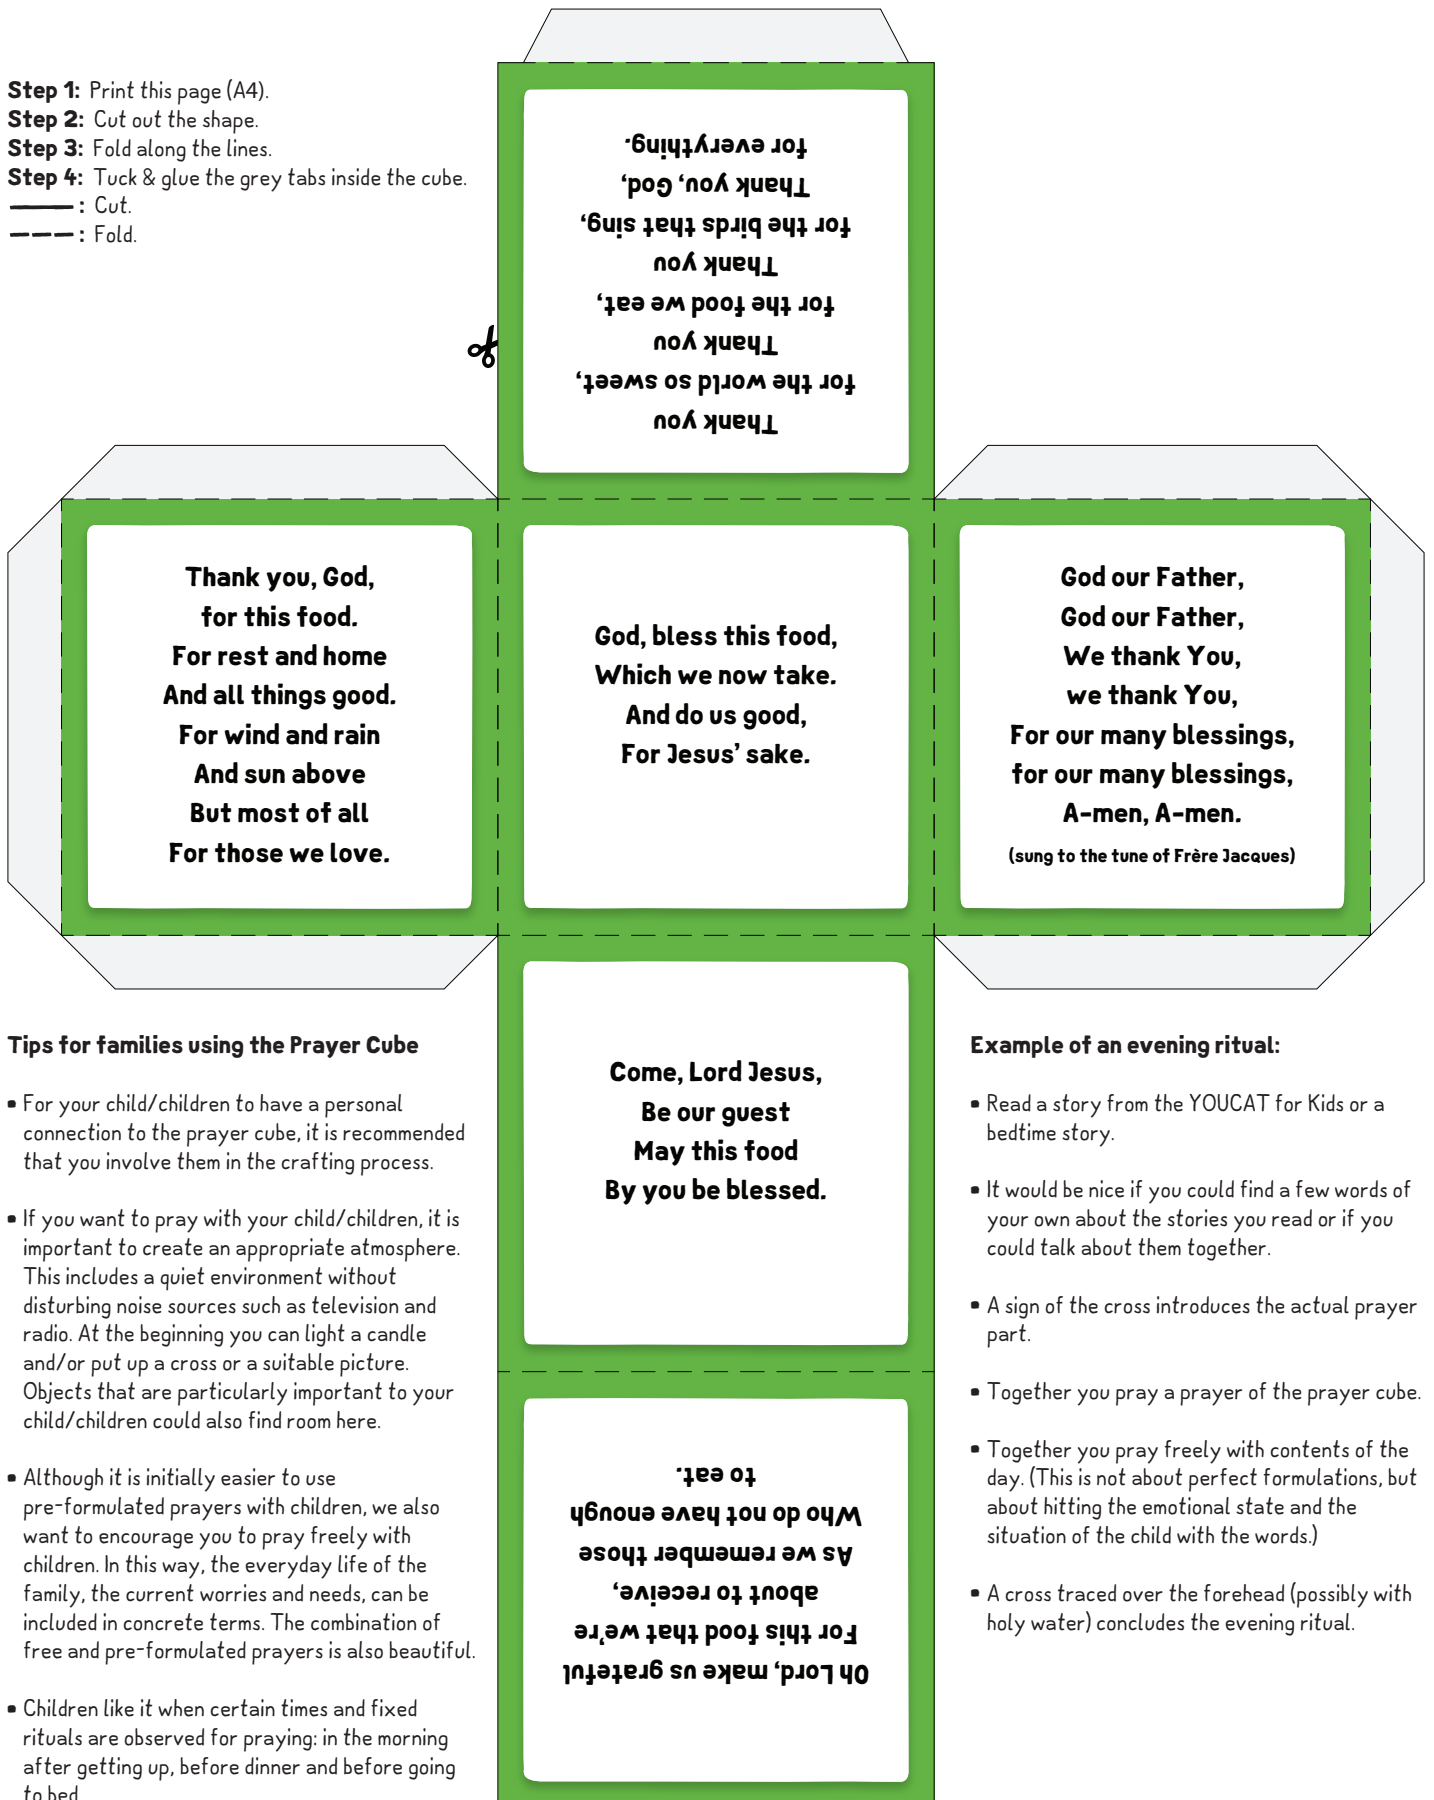 Step 1: Print this page (A4).
Step 2: Cut out the shape.
Step 3: Fold along the lines.
Step 4: Tuck & glue the grey tabs inside the cube.
: Cut.
: Fold.
Thank you
for the world so sweet,
Thank you
for the food we eat,
Thank you
for the birds that sing,
Thank you, God,
for everything.
Thank you, God,
for this food.
For rest and home
And all things good.
For wind and rain
And sun above
But most of all
For those we love.
God, bless this food,
Which we now take.
And do us good,
For Jesus’ sake.
God our Father,
God our Father,
We thank You,
we thank You,
For our many blessings,
for our many blessings,
A-men, A-men.
(sung to the tune of Frère Jacques)
Come, Lord Jesus,
Be our guest
May this food
By you be blessed.
Oh Lord, make us grateful
For this food that we’re
about to receive,
As we remember those
Who do not have enough
to eat.
Tips for families using the Prayer Cube
▪ For your child/children to have a personal
connection to the prayer cube, it is recommended
that you involve them in the crafting process.
▪ If you want to pray with your child/children, it is
important to create an appropriate atmosphere.
This includes a quiet environment without
disturbing noise sources such as television and
radio. At the beginning you can light a candle
and/or put up a cross or a suitable picture.
Objects that are particularly important to your
child/children could also find room here.
▪ Although it is initially easier to use
pre-formulated prayers with children, we also
want to encourage you to pray freely with
children. In this way, the everyday life of the
family, the current worries and needs, can be
included in concrete terms. The combination of
free and pre-formulated prayers is also beautiful.
▪ Children like it when certain times and fixed
rituals are observed for praying: in the morning
after getting up, before dinner and before going
to bed
Example of an evening ritual:
▪ Read a story from the YOUCAT for Kids or a
bedtime story.
▪ It would be nice if you could find a few words of
your own about the stories you read or if you
could talk about them together.
▪ A sign of the cross introduces the actual prayer
part.
▪ Together you pray a prayer of the prayer cube.
▪ Together you pray freely with contents of the
day. (This is not about perfect formulations, but
about hitting the emotional state and the
situation of the child with the words.)
▪ A cross traced over the forehead (possibly with
holy water) concludes the evening ritual.